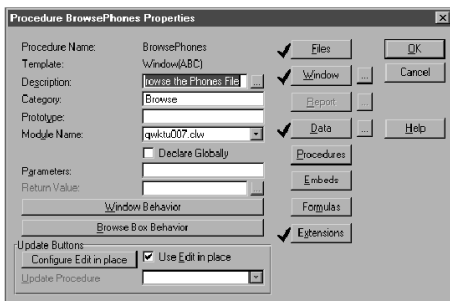 Procedure BrowsePhones Properties
Procedure Name: BrowsePhones
Template: Window(ABC)
Description: rowse the Phones File ...
Category: Browse
Prototype:
Module Name: qwktu007.clw
Declare Globally
Parameters:
Return Value: ...
Window Behavior
Browse Box Behavior
Update Buttons
Configure Edit in place Use Edit in place
Update Procedure
Files
Window ...
Report ...
Data ...
Procedures
Embeds
Formulas
Extensions
OK
Cancel
Help